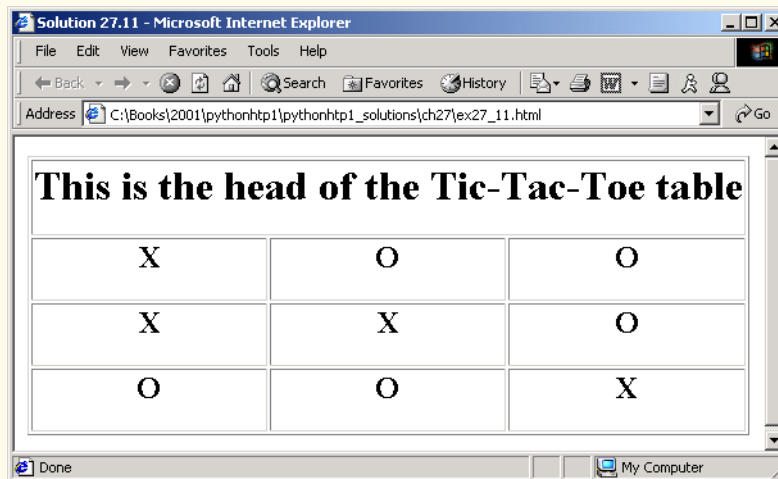 Solution 27.11 - Microsoft Internet Explorer
File Edit View Favorites Tools Help
Back Search Favorites History
Address C:\Books\2001\pythonhtp1\pythonhtp1_solutions\ch27\ex27_11.html Go
This is the head of the Tic-Tac-Toe table
X O O
X X O
O O X
Done My Computer